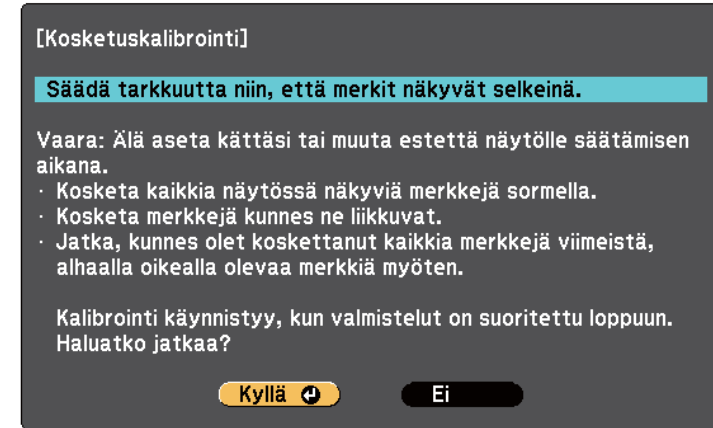 [Kosketuskalibrointi]
Säädä tarkkuutta niin, että merkit näkyvät selkeinä.
Vaara: Älä aseta kättäsi tai muuta estettä näytölle säätämisen
aikana.
· Kosketa kaikkia näytössä näkyviä merkkejä sormella.
· Kosketa merkkejä kunnes ne liikkuvat.
· Jatka, kunnes olet koskettanut kaikkia merkkejä viimeistä,
alhaalla oikealla olevaa merkkiä myöten.
Kalibrointi käynnistyy, kun valmistelut on suoritettu loppuun.
Haluatko jatkaa?
Kyllä Ei